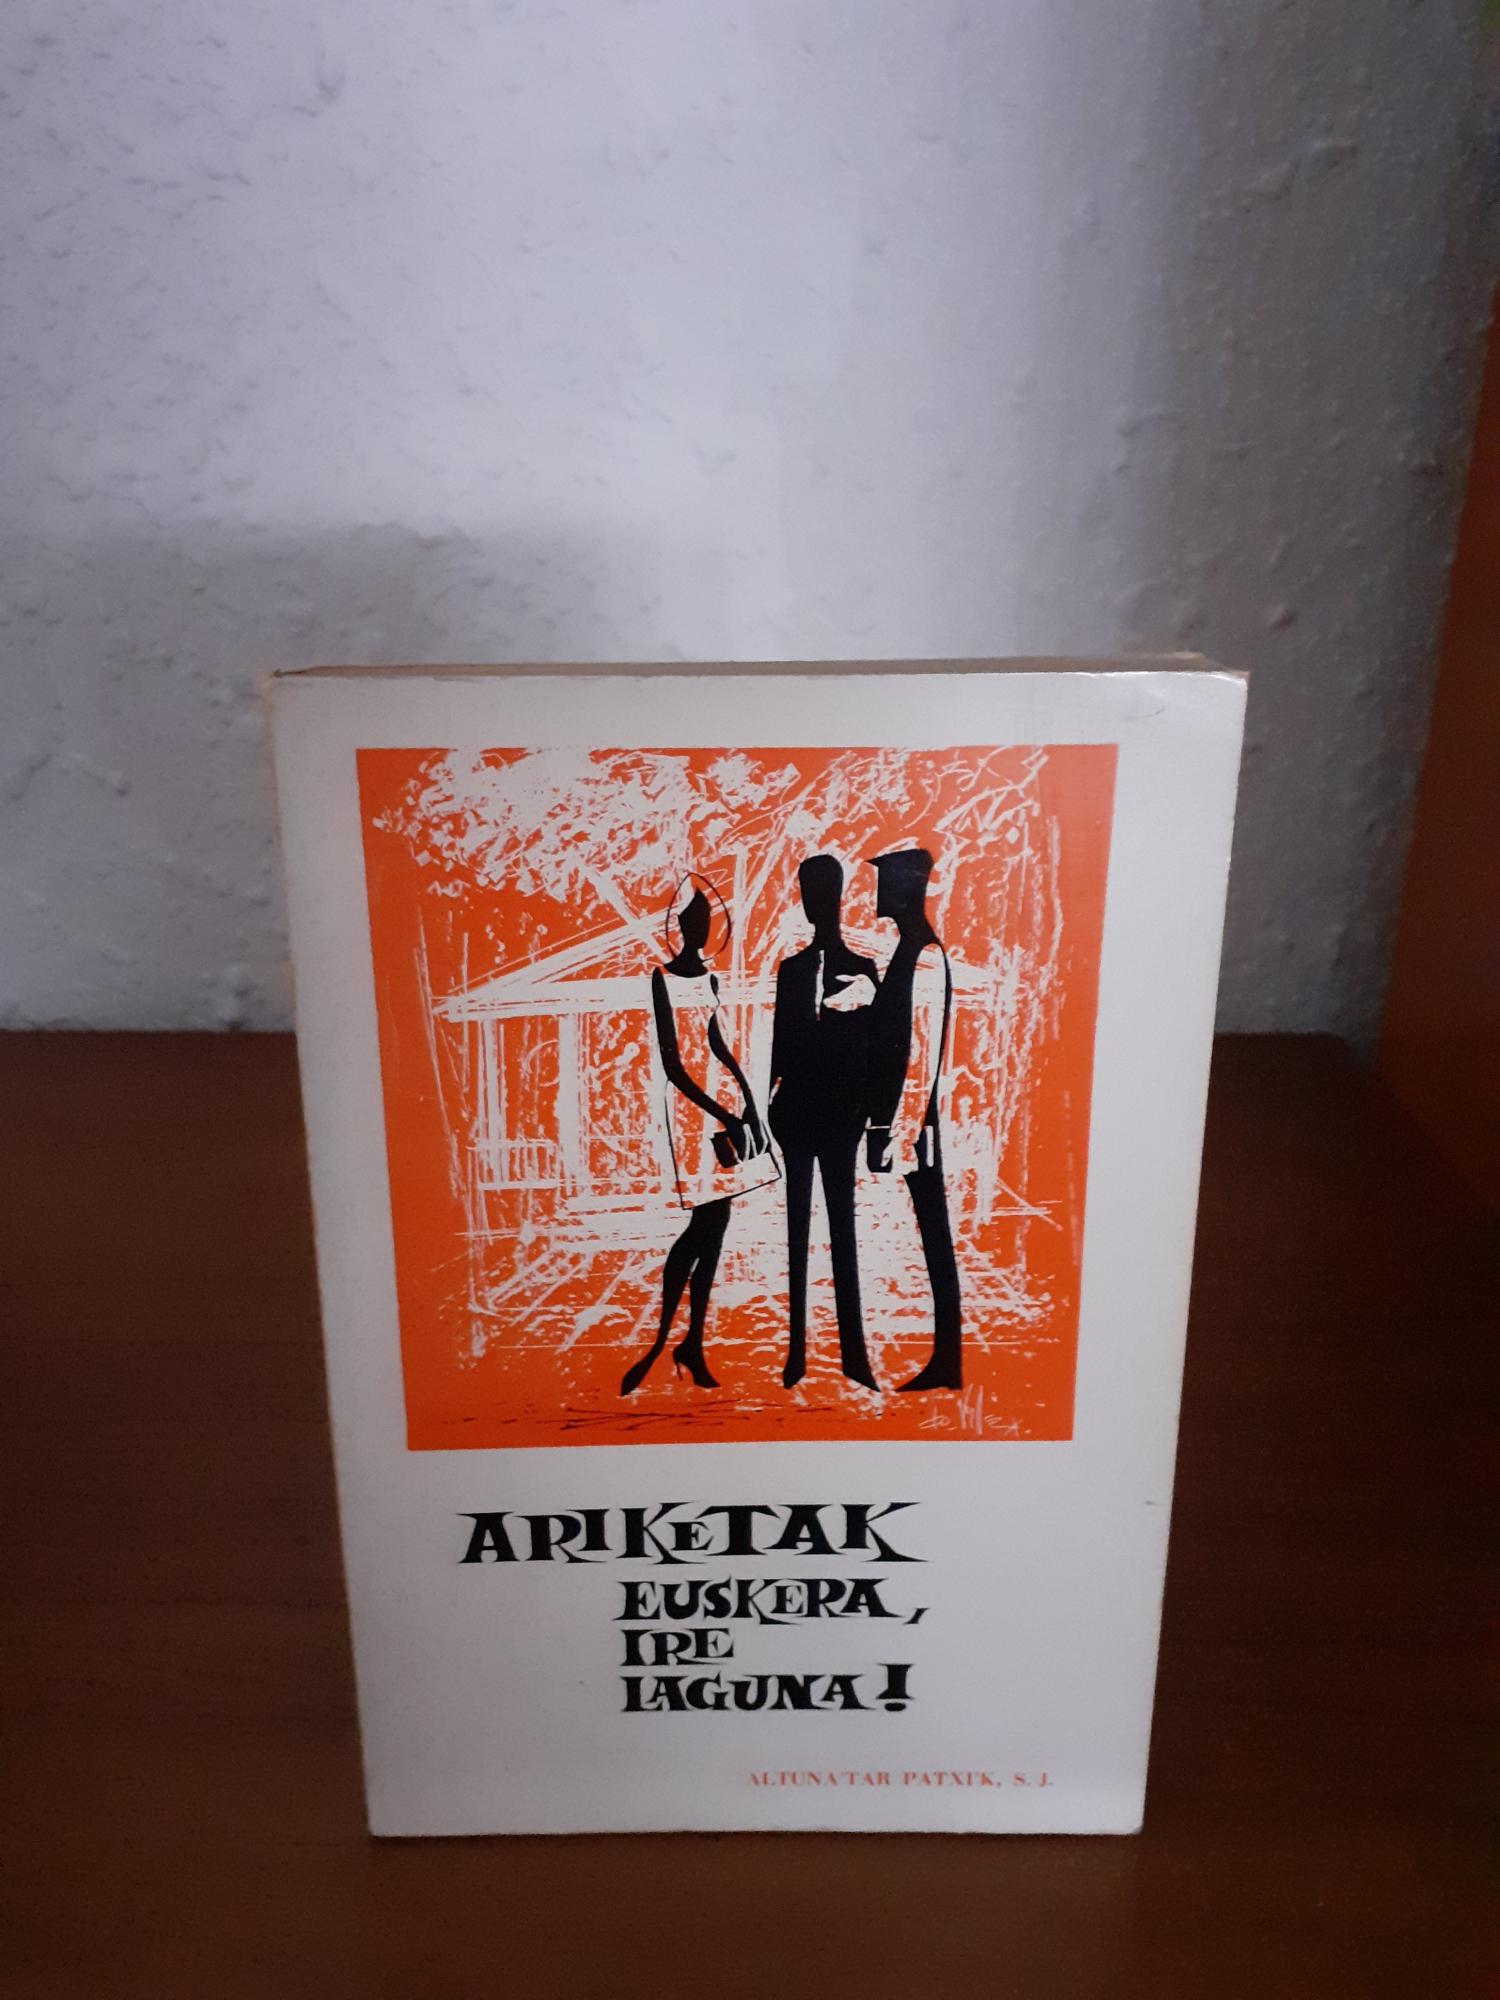 ARIKETAK
EUSKERA,
IRE
LAGUNA!
ALTUNA'TAR PATXI'K, S. J.